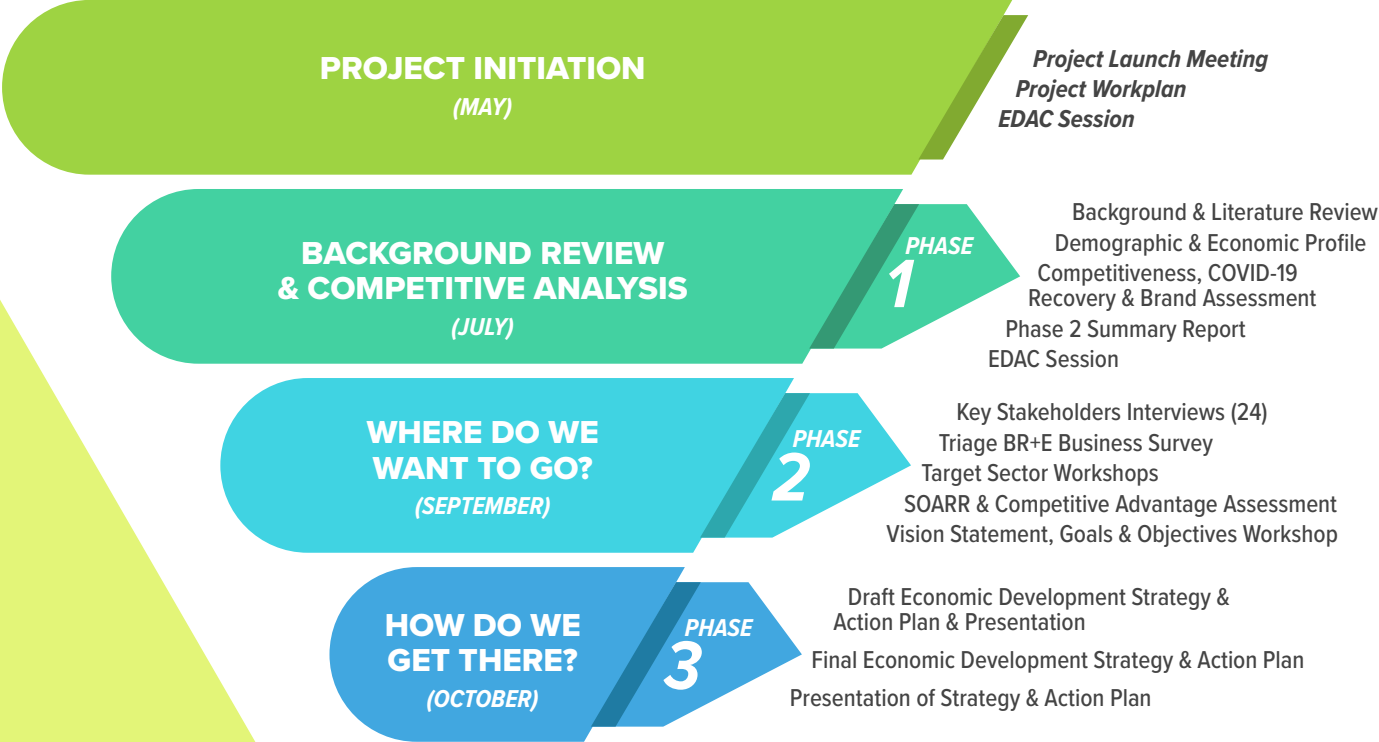 PROJECT INITIATION
(MAY)
Project Launch Meeting
Project Workplan
EDAC Session
BACKGROUND REVIEW
& COMPETITIVE ANALYSIS
(JULY)
PHASE
1
Background & Literature Review
Demographic & Economic Profile
Competitiveness, COVID-19
Recovery & Brand Assessment
Phase 2 Summary Report
EDAC Session
WHERE DO WE
WANT TO GO?
(SEPTEMBER)
PHASE
2
Key Stakeholders Interviews (24)
Triage BR+E Business Survey
Target Sector Workshops
SOARR & Competitive Advantage Assessment
Vision Statement, Goals & Objectives Workshop
HOW DO WE
GET THERE?
(OCTOBER)
PHASE
3
Draft Economic Development Strategy &
Action Plan & Presentation
Final Economic Development Strategy & Action Plan
Presentation of Strategy & Action Plan